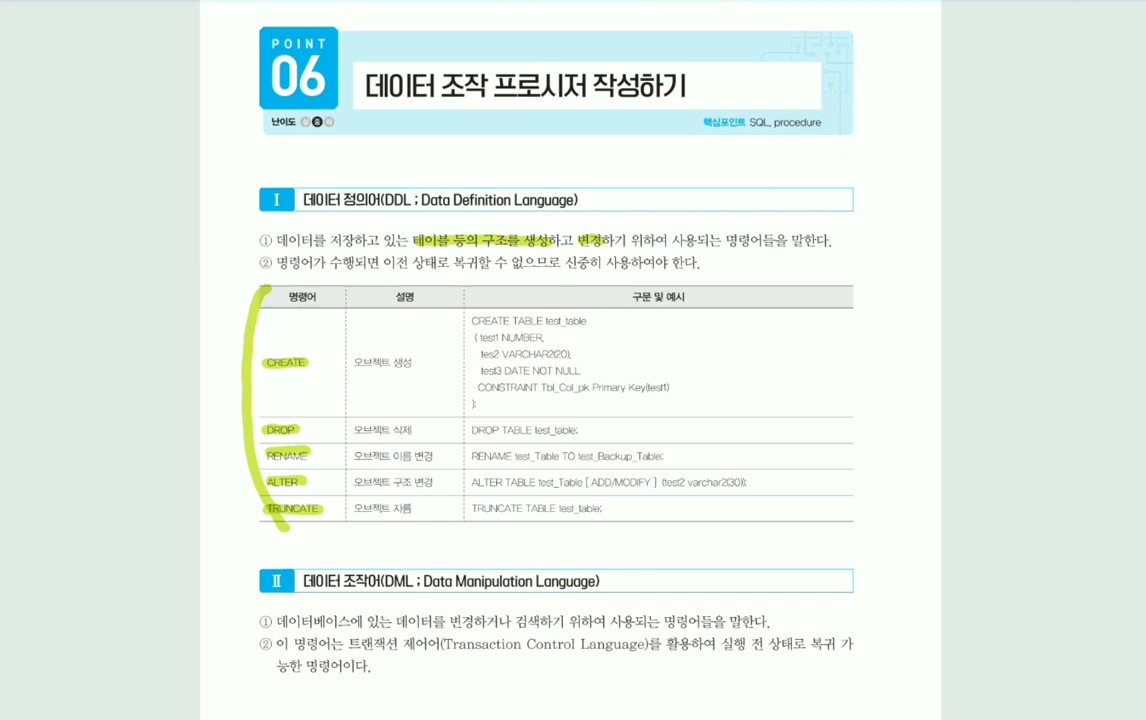 POINT
06
데이터 조작 프로시저 작성하기
난이도 상 중 하
핵심포인트 SQL, procedure
I 데이터 정의어(DDL ; Data Definition Language)
① 데이터를 저장하고 있는 테이블 등의 구조를 생성하고 변경하기 위하여 사용되는 명령어들을 말한다.
② 명령어가 수행되면 이전 상태로 복귀할 수 없으므로 신중히 사용하여야 한다.
명령어 설명 구문 및 예시
CREATE 오브젝트 생성
CREATE TABLE test_table
( test1 NUMBER,
tes2 VARCHAR2(20),
test3 DATE NOT NULL
CONSTRAINT Tbl_Col_pk Primary Key(test1)
);
DROP 오브젝트 삭제 DROP TABLE test_table;
RENAME 오브젝트 이름 변경 RENAME test_Table TO test_Backup_Table;
ALTER 오브젝트 구조 변경 ALTER TABLE test_Table [ ADD/MODIFY ] (test2 varchar2(30));
TRUNCATE 오브젝트 자름 TRUNCATE TABLE test_table;
II 데이터 조작어(DML ; Data Manipulation Language)
① 데이터베이스에 있는 데이터를 변경하거나 검색하기 위하여 사용되는 명령어들을 말한다.
② 이 명령어는 트랜잭션 제어어(Transaction Control Language)를 활용하여 실행 전 상태로 복귀 가
능한 명령어이다.